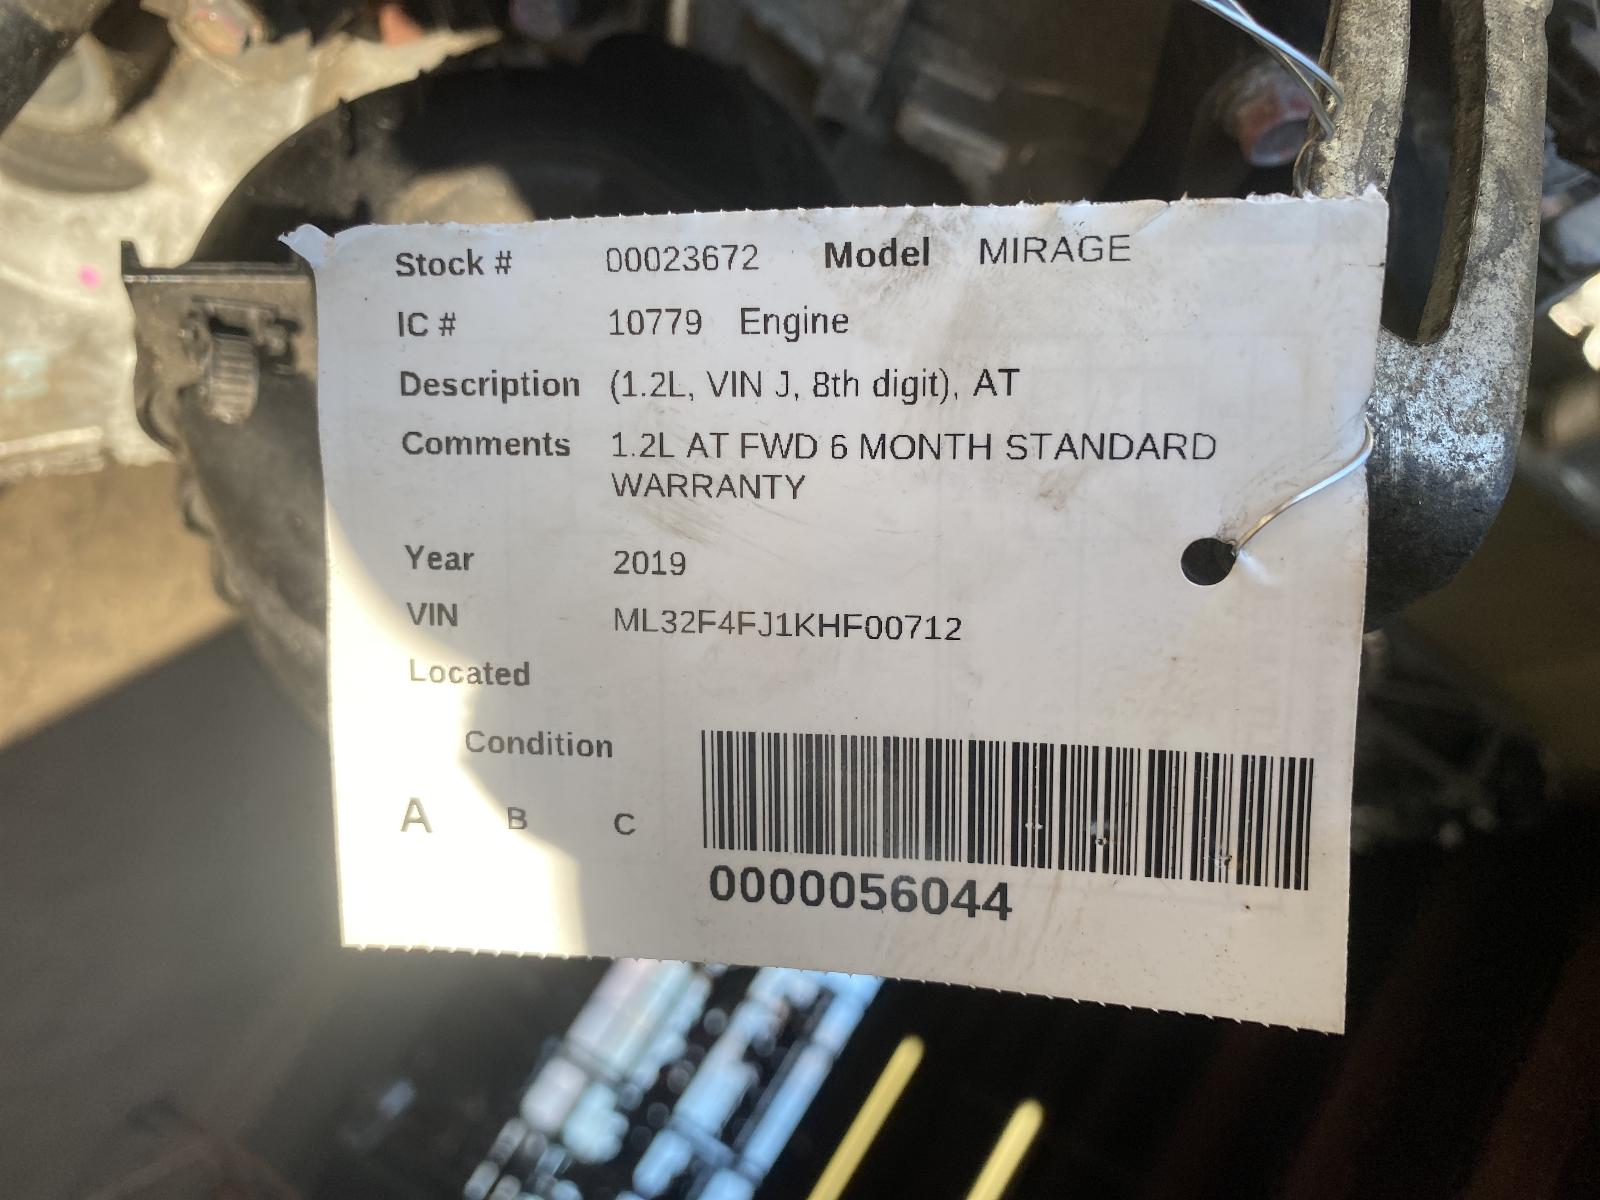 Stock # 00023672 Model MIRAGE
IC # 10779 Engine
Description (1.2L, VIN J, 8th digit), AT
Comments 1.2L AT FWD 6 MONTH STANDARD
WARRANTY
Year 2019
VIN ML32F4FJ1KHF00712
Located
Condition
A B C
0000056044